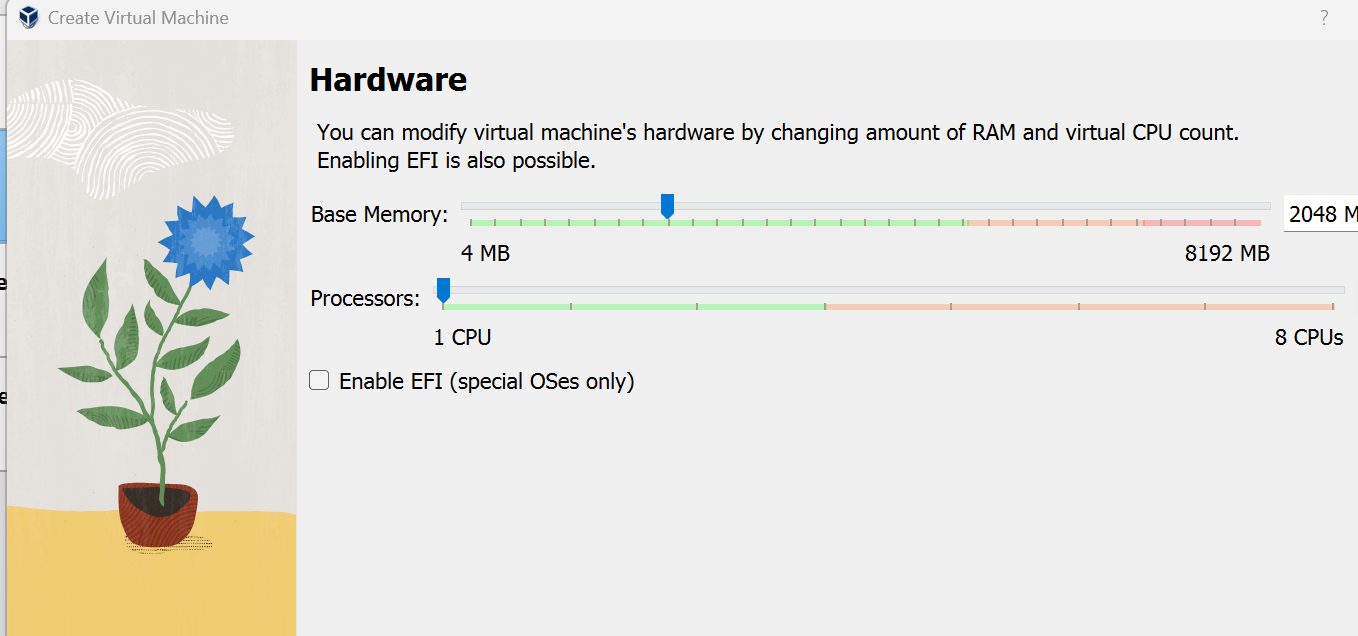 Create Virtual Machine
?
Hardware
You can modify virtual machine's hardware by changing amount of RAM and virtual CPU count.
Enabling EFI is also possible.
Base Memory:
2048 M
4 MB
8192 MB
Processors:
1 CPU
8 CPUs
Enable EFI (special OSes only)